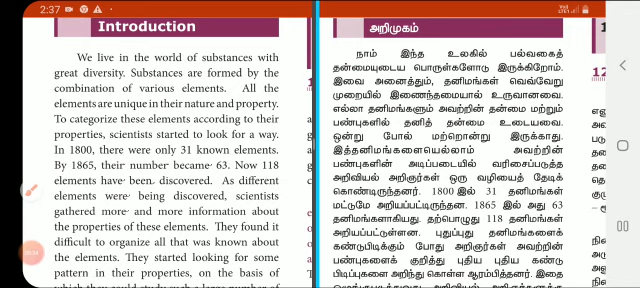 2:37
Introduction
We live in the world of substances with
great diversity. Substances are formed by the
combination of various elements. All the
elements are unique in their nature and property.
To categorize these elements according to their
properties, scientists started to look for a way.
In 1800, there were only 31 known elements.
By 1865, their number became 63. Now 118
elements have been discovered. As different
elements were being discovered, scientists
gathered more and more information about
the properties of these elements. They found it
difficult to organize all that was known about
the elements. They started looking for some
pattern in their properties, on the basis of
which they could study such a large number of
அறிமுகம்
நாம் இந்த உலகில் பல்வகைத்
தன்மையுடைய பொருள்களோடு இருக்கிறோம்.
இவை அனைத்தும், தனிமங்கள் வெவ்வேறு
முறையில் இணைந்தமையால் உருவானவை.
எல்லா தனிமங்களும் அவற்றின் தன்மை மற்றும்
பண்புகளில் தனித் தன்மை உடையவை.
ஒன்று போல் மற்றொன்று இருக்காது.
இத்தனிமங்களையெல்லாம் அவற்றின்
பண்புகளின் அடிப்படையில் வரிசைப்படுத்த
அறிவியல் அறிஞர்கள் ஒரு வழியைத் தேடிக்
கொண்டிருந்தனர். 1800 இல் 31 தனிமங்கள்
மட்டுமே அறியப்பட்டிருந்தன. 1865 இல் அது 63
தனிமங்களாகியது. தற்பொழுது 118 தனிமங்கள்
அறியப்பட்டுள்ளன. புதுப்புது தனிமங்களைக்
கண்டுபிடிக்கும் போது அறிஞர்கள் அவற்றின்
பண்புகளைக் குறித்து புதிய புதிய கண்டு
பிடிப்புகளை அறிந்து கொள்ள ஆரம்பித்தனர். இதை